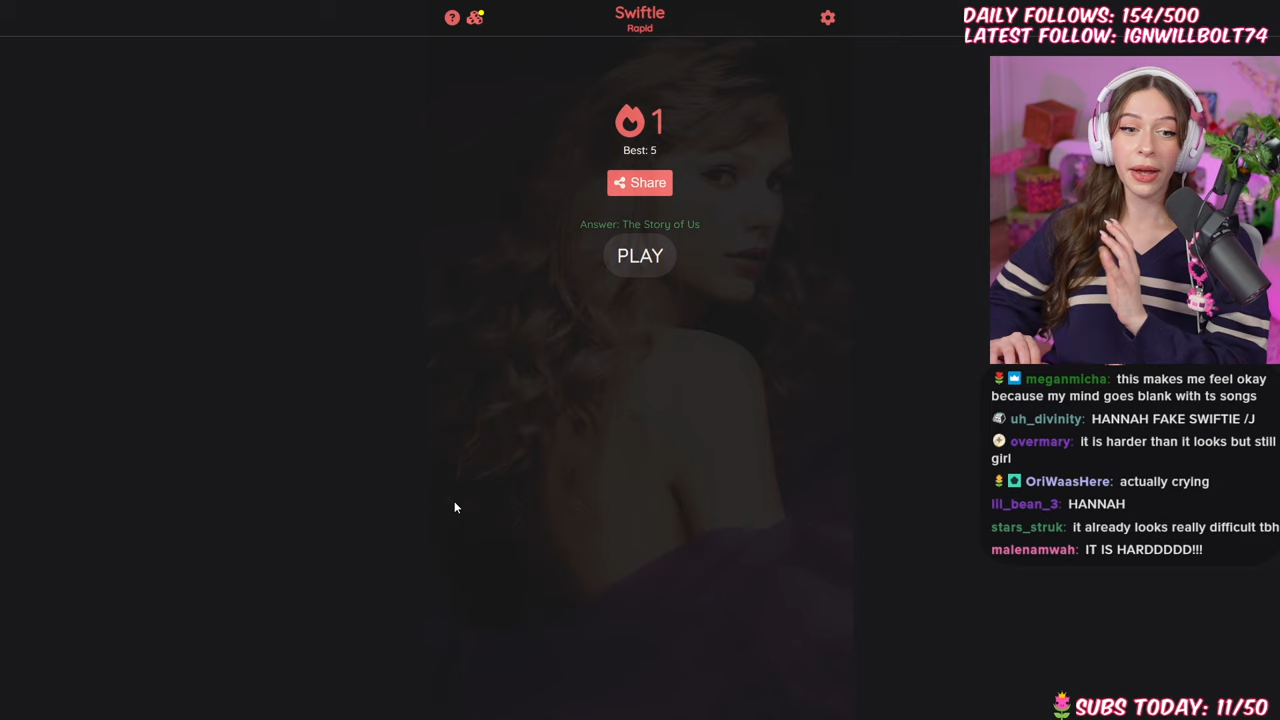 Swiftle
Rapid
DAILY FOLLOWS: 154/500
LATEST FOLLOW: IGNWILLBOLT74
1
Best: 5
Share
Answer: The Story of Us
PLAY
meganmicha: this makes me feel okay
because my mind goes blank with ts songs
uh_divinity: HANNAH FAKE SWIFTIE /J
overmary: it is harder than it looks but still
girl
OriWaasHere: actually crying
lil_bean_3: HANNAH
stars_struk: it already looks really difficult tbh
malenamwah: IT IS HARDDDDD!!!
SUBS TODAY: 11/50